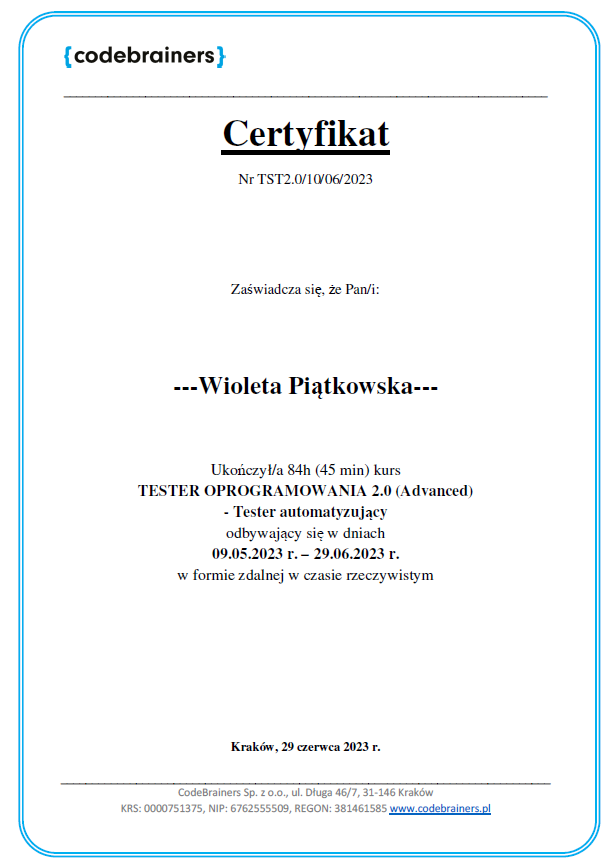 {codebrainers}
Certyfikat
Nr TST2.0/10/06/2023
Zaświadcza się, że Pan/i:
---Wioleta Piątkowska---
Ukończył/a 84h (45 min) kurs
TESTER OPROGRAMOWANIA 2.0 (Advanced)
- Tester automatyzujący
odbywający się w dniach
09.05.2023 r. – 29.06.2023 r.
w formie zdalnej w czasie rzeczywistym
Kraków, 29 czerwca 2023 r.
CodeBrainers Sp. z o.o., ul. Długa 46/7, 31-146 Kraków
KRS: 0000751375, NIP: 6762555509, REGON: 381461585 www.codebrainers.pl